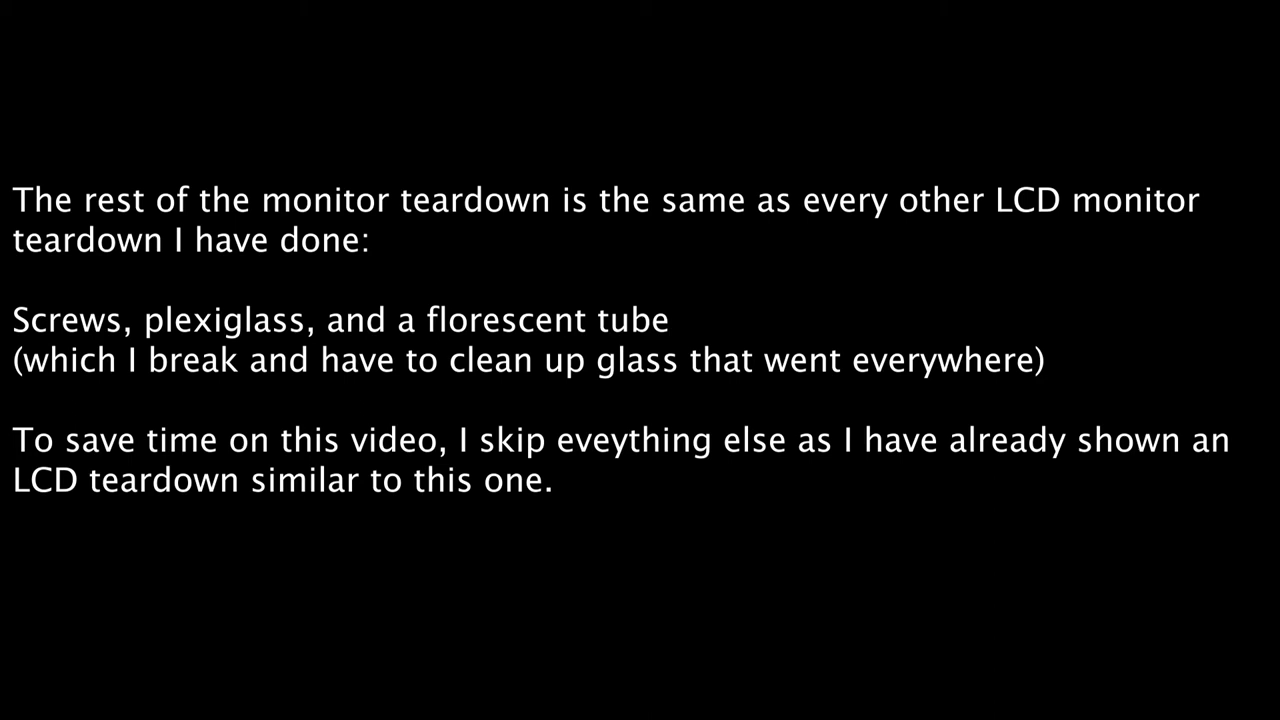 The rest of the monitor teardown is the same as every other LCD monitor
teardown I have done:
Screws, plexiglass, and a florescent tube
(which I break and have to clean up glass that went everywhere)
To save time on this video, I skip eveything else as I have already shown an
LCD teardown similar to this one.